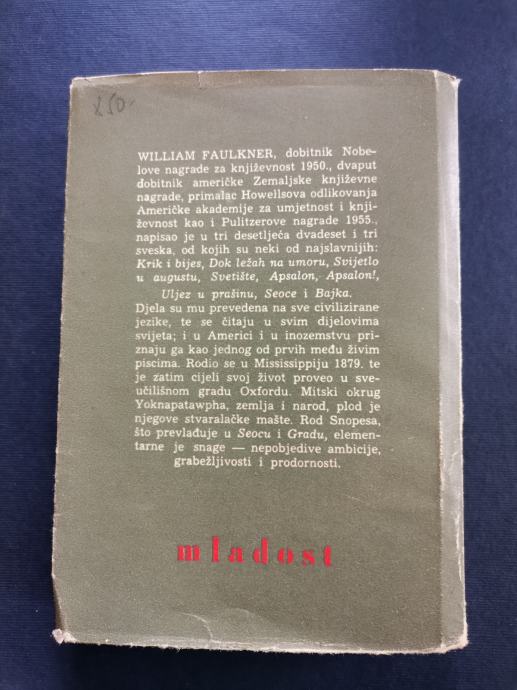 850.-
WILLIAM FAULKNER, dobitnik Nobe-
love nagrade za književnost 1950., dvaput
dobitnik američke Zemaljske književne
nagrade, primalac Howellsova odlikovanja
Američke akademije za umjetnost i knji-
ževnost kao i Pulitzerove nagrade 1955.,
napisao je u tri desetljeća dvadeset i tri
sveska, od kojih su neki od najslavnijih:
Krik i bijes, Dok ležah na umoru, Svijetlo
u augustu, Svetište, Apsalon, Apsalon!,
Uljez u prašinu, Seoce i Bajka.
Djela su mu prevedena na sve civilizirane
jezike, te se čitaju u svim dijelovima
svijeta; i u Americi i u inozemstvu pri-
znaju ga kao jednog od prvih među živim
piscima. Rodio se u Mississippiju 1879. te
je zatim cijeli svoj život proveo u sve-
učilišnom gradu Oxfordu. Mitski okrug
Yoknapatawpha, zemlja i narod, plod je
njegove stvaralačke mašte. Rod Snopesa,
što prevlađuje u Seocu i Gradu, elemen-
tarne je snage — nepobjedive ambicije,
grabežljivosti i prodornosti.
mladost